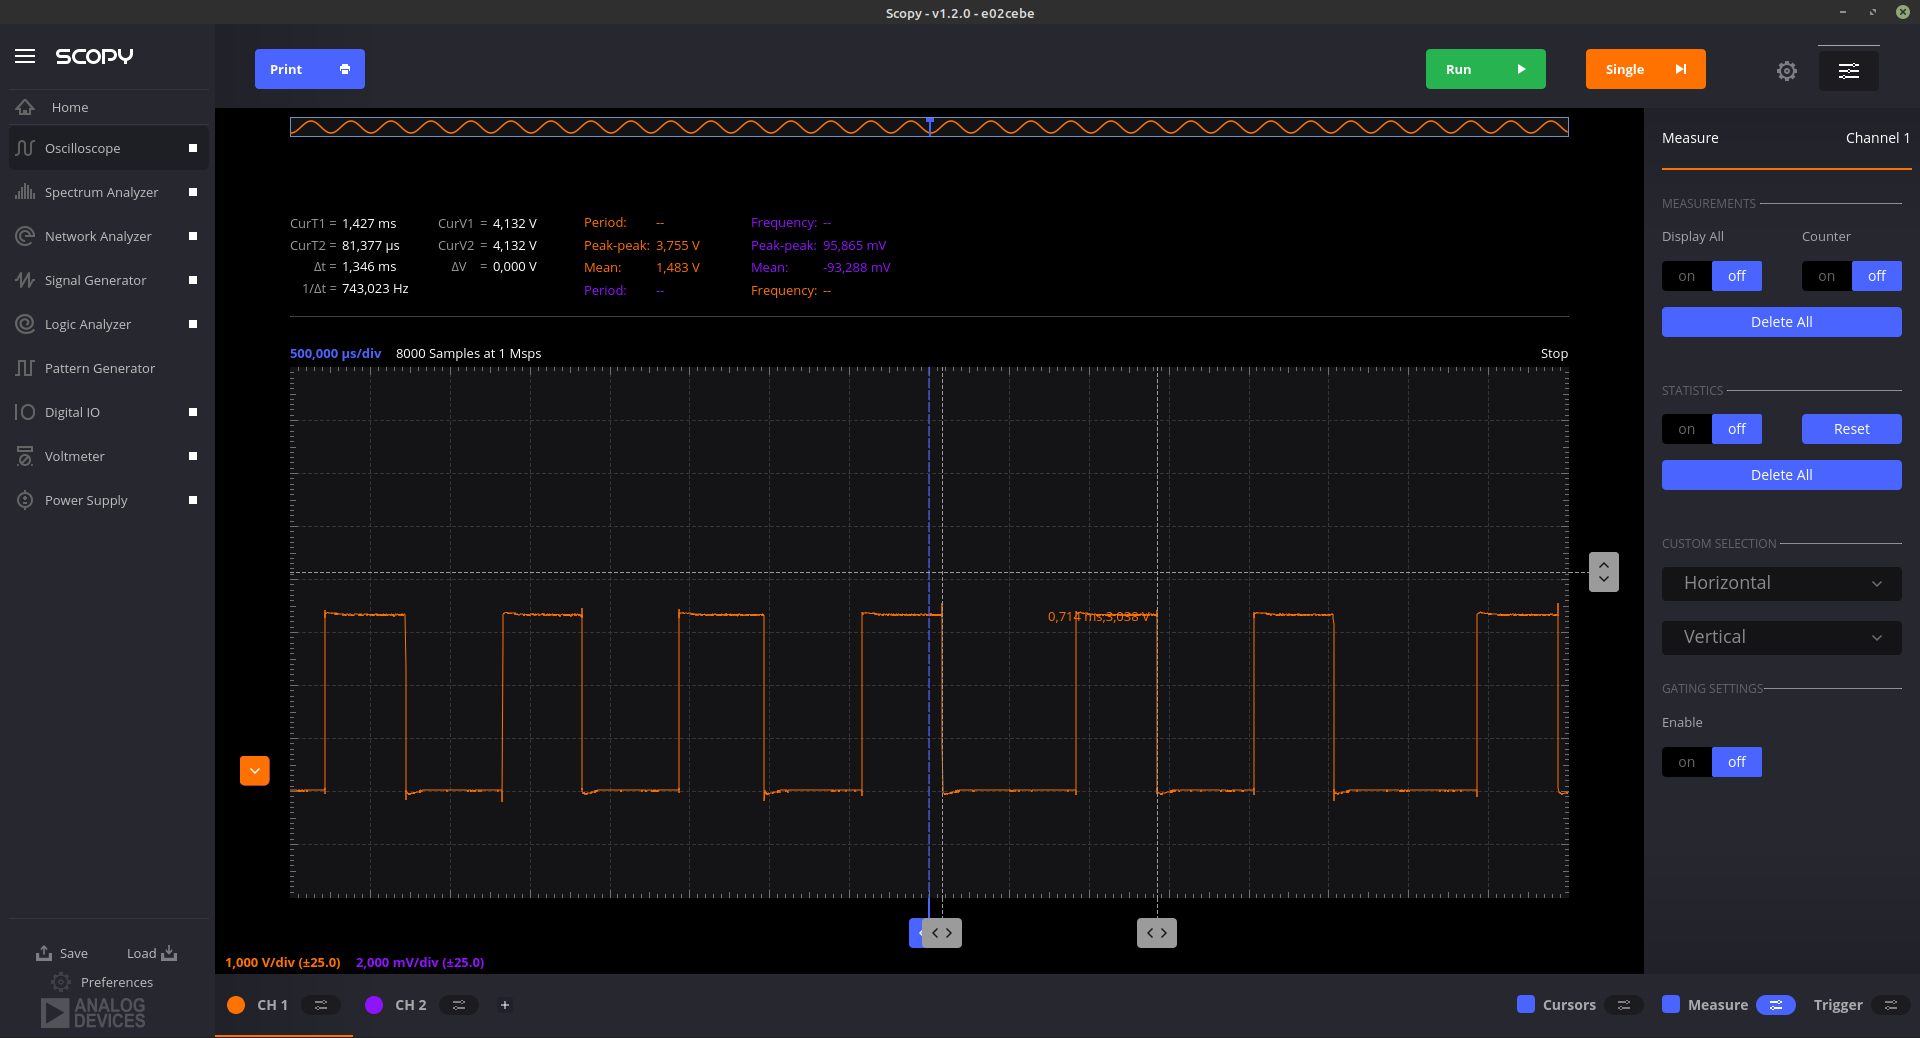 Scopy - v1.2.0 - e02cebe
SCOPY
Print
Run
Single
Home
Oscilloscope
Spectrum Analyzer
Network Analyzer
Signal Generator
Logic Analyzer
Pattern Generator
Digital IO
Voltmeter
Power Supply
Save
Load
Preferences
ANALOG
DEVICES
CurT1 = 1,427 ms CurV1 = 4,132 V Period: -- Frequency: --
CurT2 = 81,377 µs CurV2 = 4,132 V Peak-peak: 3,755 V Peak-peak: 95,865 mV
Δt = 1,346 ms ΔV = 0,000 V Mean: 1,483 V Mean: -93,288 mV
1/Δt = 743,023 Hz Period: -- Frequency: --
500,000 µs/div 8000 Samples at 1 Msps Stop
0,714 ms,3,038 V
1,000 V/div (±25.0) 2,000 mV/div (±25.0)
CH 1 CH 2 + Cursors Measure Trigger
Measure Channel 1
MEASUREMENTS
Display All Counter
on off on off
Delete All
STATISTICS
on off Reset
Delete All
CUSTOM SELECTION
Horizontal
Vertical
GATING SETTINGS
Enable
on off